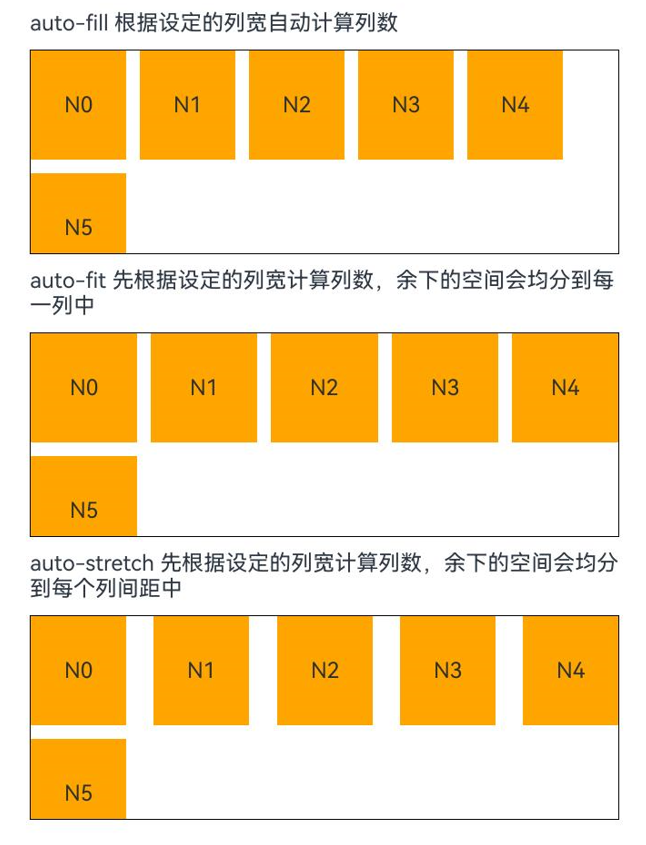 auto-fill 根据设定的列宽自动计算列数
N0 N1 N2 N3 N4
N5
auto-fit 先根据设定的列宽计算列数，余下的空间会均分到每
一列中
N0 N1 N2 N3 N4
N5
auto-stretch 先根据设定的列宽计算列数，余下的空间会均分
到每个列间距中
N0 N1 N2 N3 N4
N5